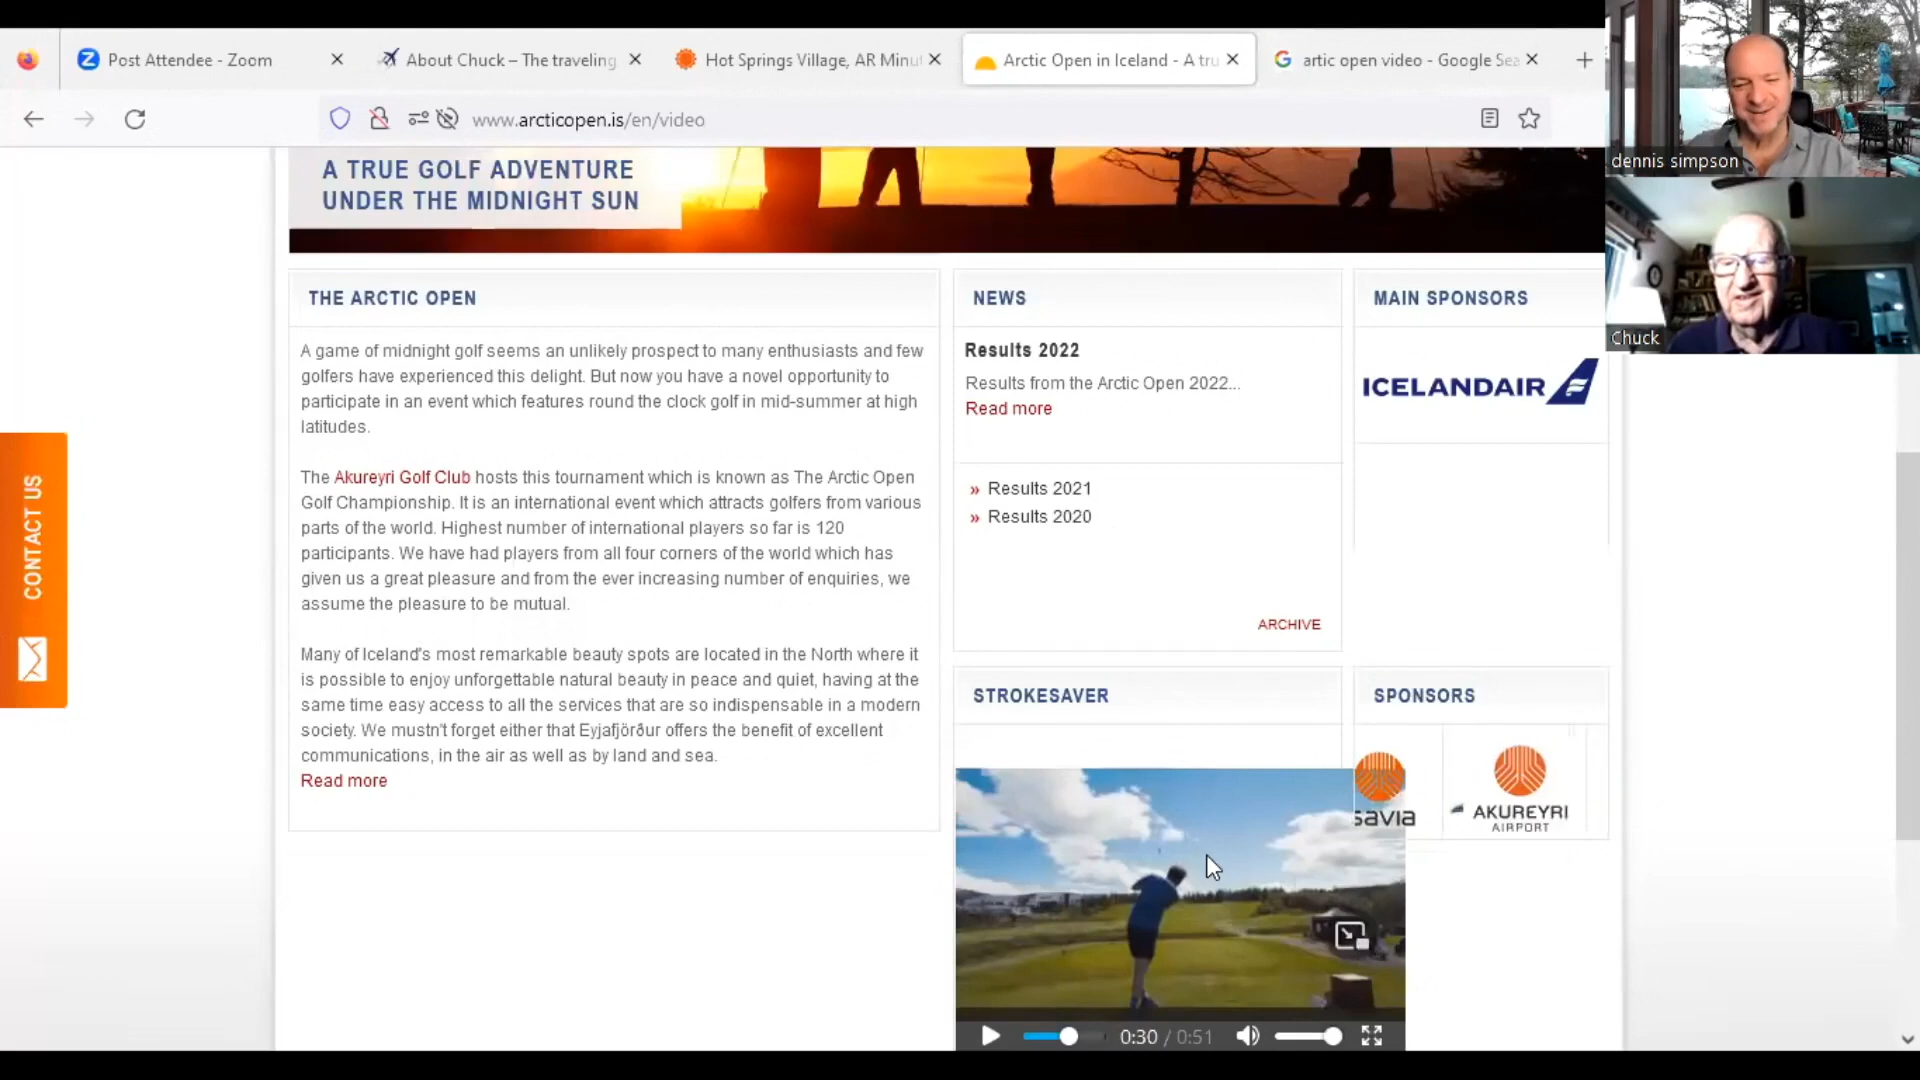 Post Attendee - Zoom
About Chuck – The traveling
Hot Springs Village, AR Minu
Arctic Open in Iceland - A tru
artic open video - Google Sea
www.arcticopen.is/en/video
dennis simpson
Chuck
A TRUE GOLF ADVENTURE
UNDER THE MIDNIGHT SUN
CONTACT US
THE ARCTIC OPEN
A game of midnight golf seems an unlikely prospect to many enthusiasts and few
golfers have experienced this delight. But now you have a novel opportunity to
participate in an event which features round the clock golf in mid-summer at high
latitudes.
The Akureyri Golf Club hosts this tournament which is known as The Arctic Open
Golf Championship. It is an international event which attracts golfers from various
parts of the world. Highest number of international players so far is 120
participants. We have had players from all four corners of the world which has
given us a great pleasure and from the ever increasing number of enquiries, we
assume the pleasure to be mutual.
Many of Iceland's most remarkable beauty spots are located in the North where it
is possible to enjoy unforgettable natural beauty in peace and quiet, having at the
same time easy access to all the services that are so indispensable in a modern
society. We mustn't forget either that Eyjafjörður offers the benefit of excellent
communications, in the air as well as by land and sea.
Read more
NEWS
Results 2022
Results from the Arctic Open 2022...
Read more
» Results 2021
» Results 2020
ARCHIVE
STROKESAVER
0:30 / 0:51
MAIN SPONSORS
ICELANDAIR
SPONSORS
savia
AKUREYRI
AIRPORT